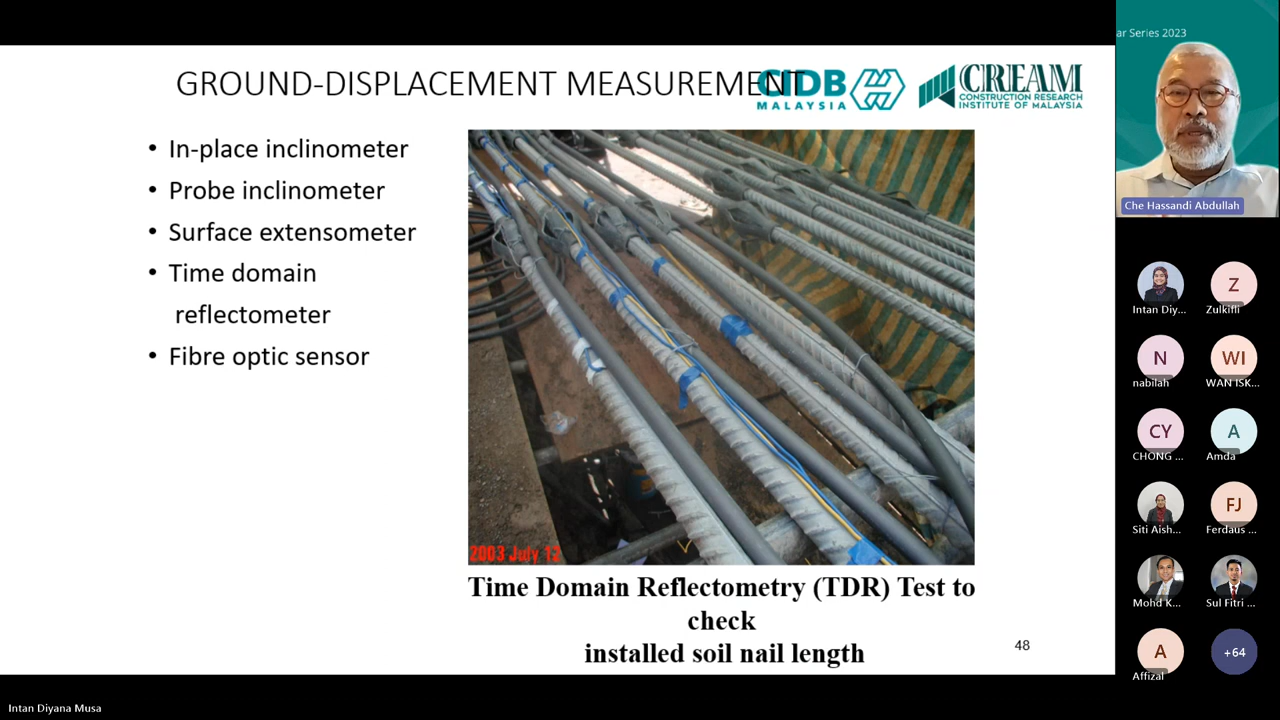 ar Series 2023
GROUND-DISPLACEMENT MEASUREMENT
CIDB
MALAYSIA
CREAM
CONSTRUCTION RESEARCH
INSTITUTE OF MALAYSIA
• In-place inclinometer
• Probe inclinometer
• Surface extensometer
• Time domain
reflectometer
• Fibre optic sensor
2003 July 12
Time Domain Reflectometry (TDR) Test to
check
installed soil nail length
48
Che Hassandi Abdullah
Intan Diy...
Z
Zulkifli
N
nabilah
WI
WAN ISK...
CY
CHONG ...
A
Amda
Siti Aish...
FJ
Ferdaus ...
Mohd K...
Sul Fitri ...
A
Affizal
+64
Intan Diyana Musa